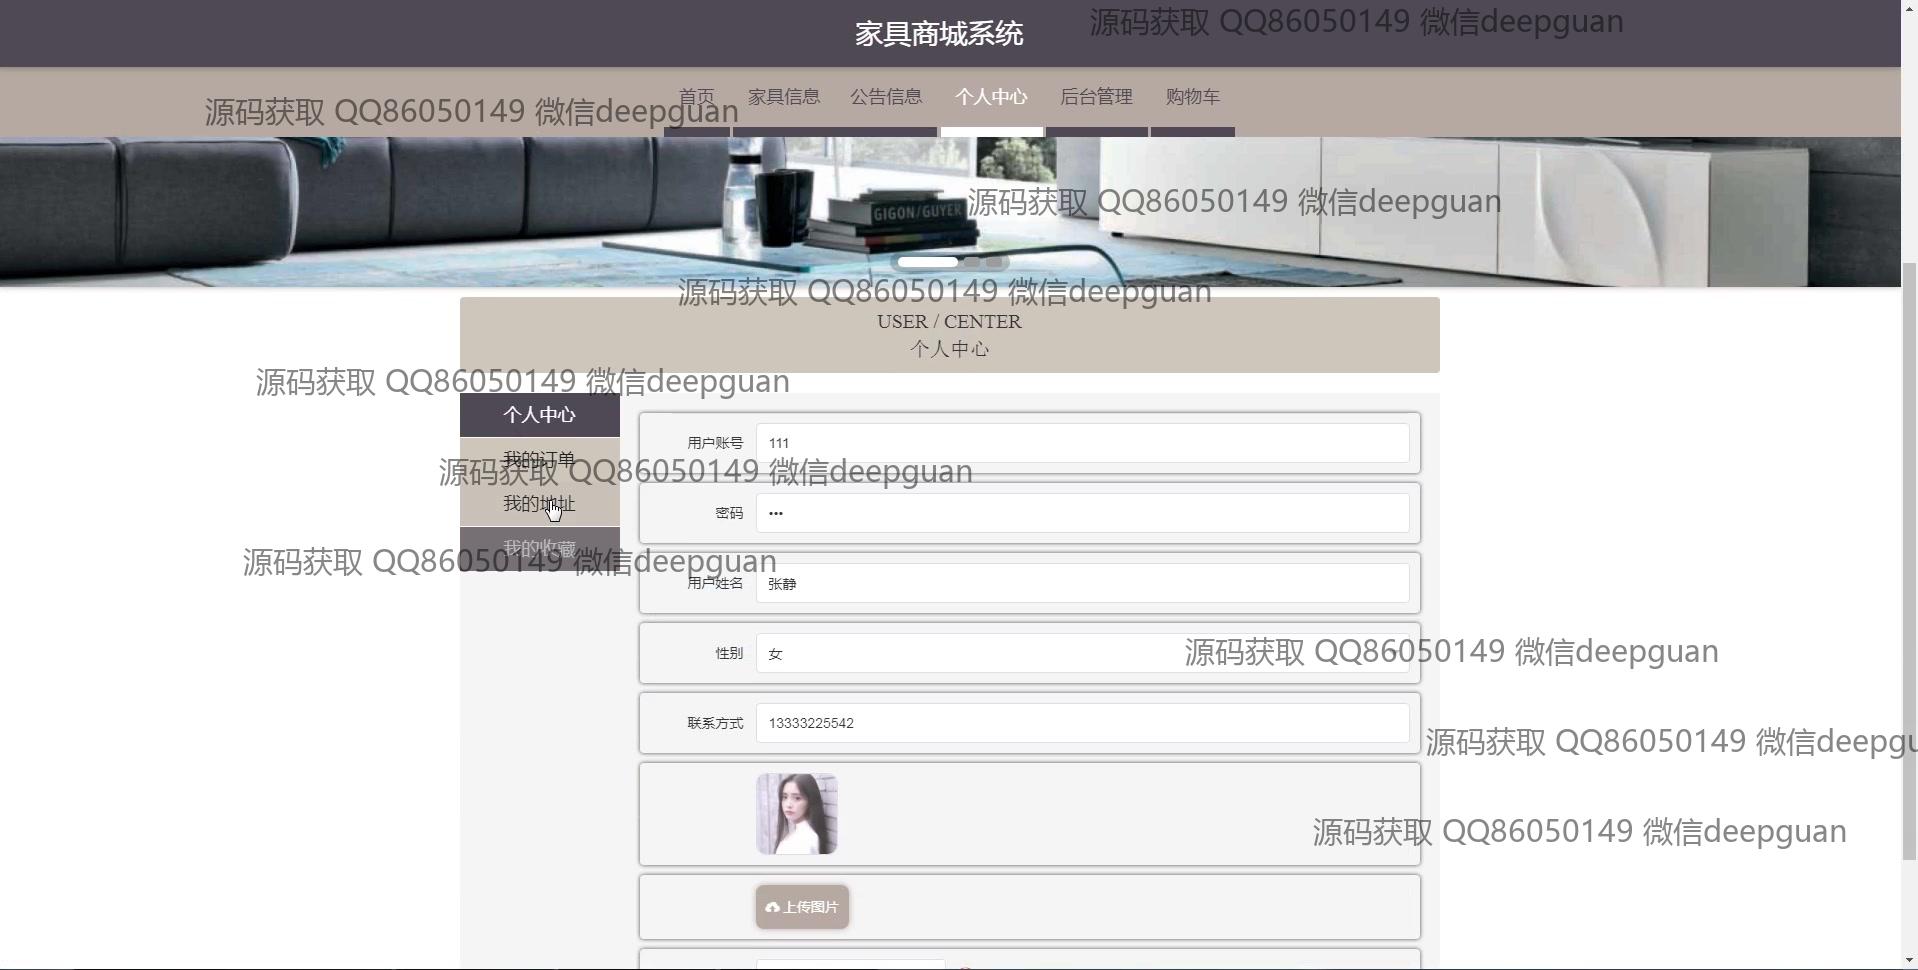 家具商城系统
源码获取 QQ86050149 微信deepguan
首页 家具信息 公告信息 个人中心 后台管理 购物车
源码获取 QQ86050149 微信deepguan
GIGON/GUYER
源码获取 QQ86050149 微信deepguan
源码获取 QQ86050149 微信deepguan
USER / CENTER
个人中心
源码获取 QQ86050149 微信deepguan
个人中心
用户账号 111
我的订单
源码获取 QQ86050149 微信deepguan
我的地址
密码 •••
我的收藏
源码获取 QQ86050149 微信deepguan
用户姓名 张静
性别 女
源码获取 QQ86050149 微信deepguan
联系方式 13333225542
源码获取 QQ86050149 微信deepgu
源码获取 QQ86050149 微信deepguan
上传图片